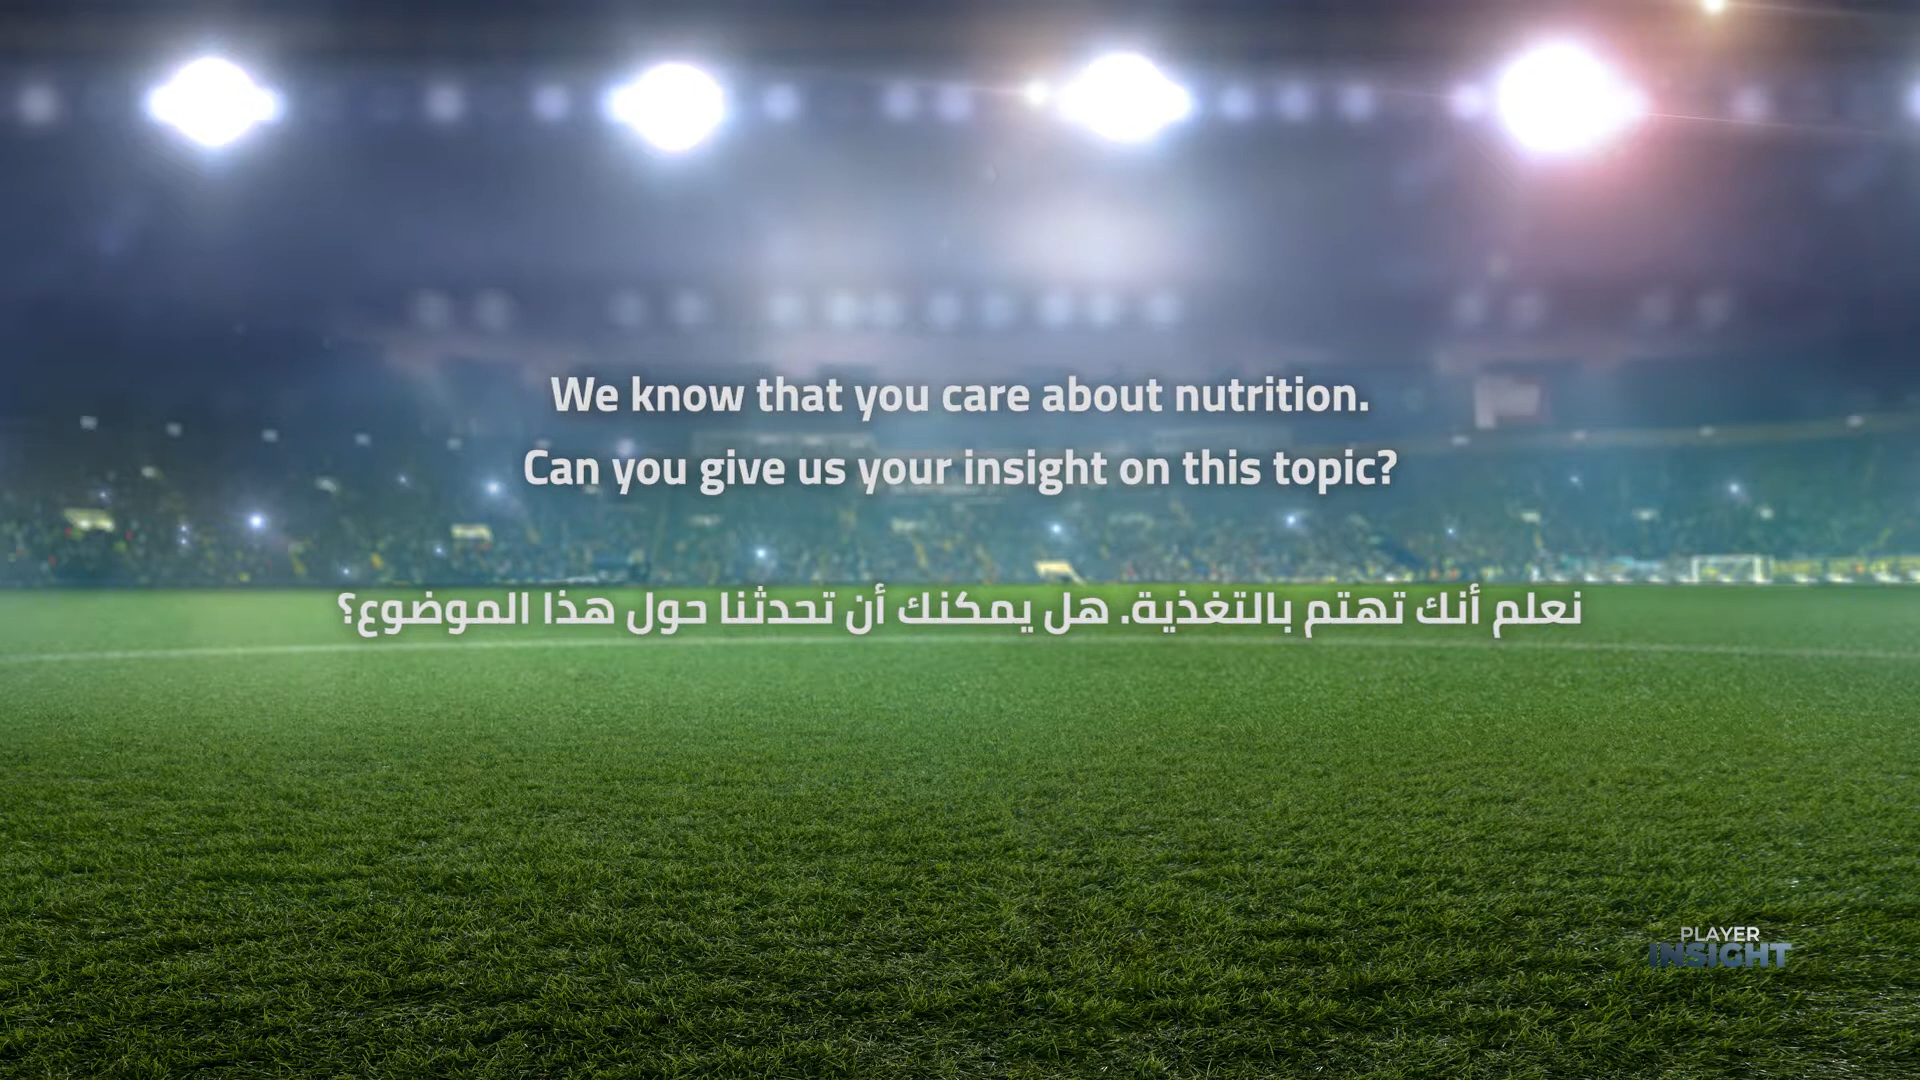 We know that you care about nutrition.
Can you give us your insight on this topic?
نعلم أنك تهتم بالتغذية. هل يمكنك أن تحدثنا حول هذا الموضوع؟
PLAYER
INSIGHT